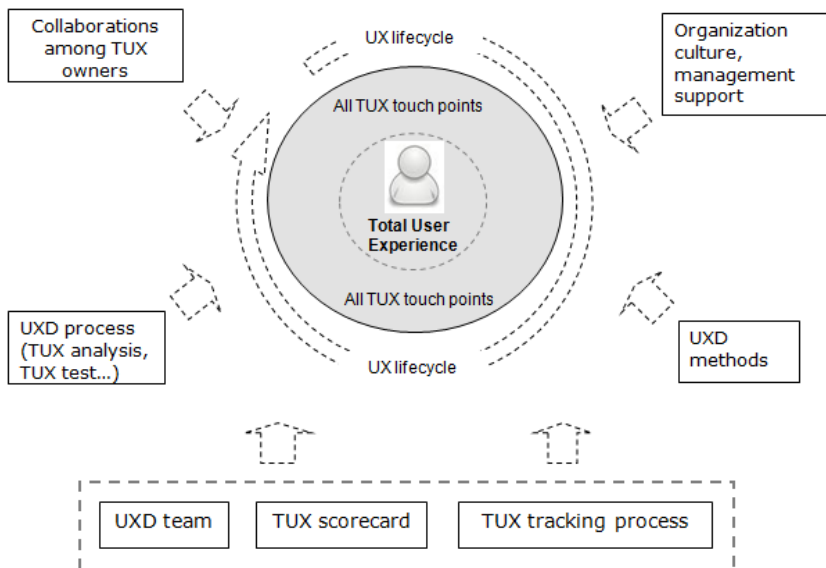 Collaborations
among TUX
owners
UX lifecycle
Organization
culture,
management
support
All TUX touch points
Total User
Experience
All TUX touch points
UXD process
(TUX analysis,
TUX test...)
UX lifecycle
UXD
methods
UXD team
TUX scorecard
TUX tracking process